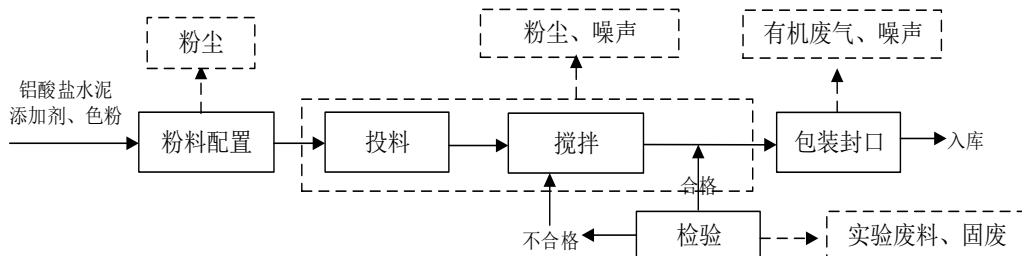 粉尘
粉尘、噪声
有机废气、噪声
铝酸盐水泥
添加剂、色粉
粉料配置
投料
搅拌
包装封口
入库
合格
不合格
检验
实验废料、固废